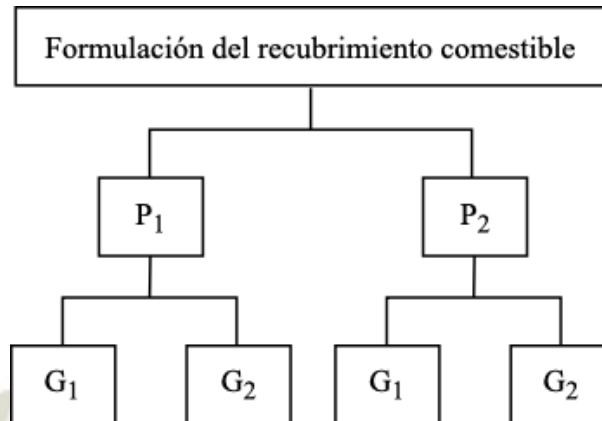 Formulación del recubrimiento comestible
P₁ P₂
G₁ G₂ G₁ G₂